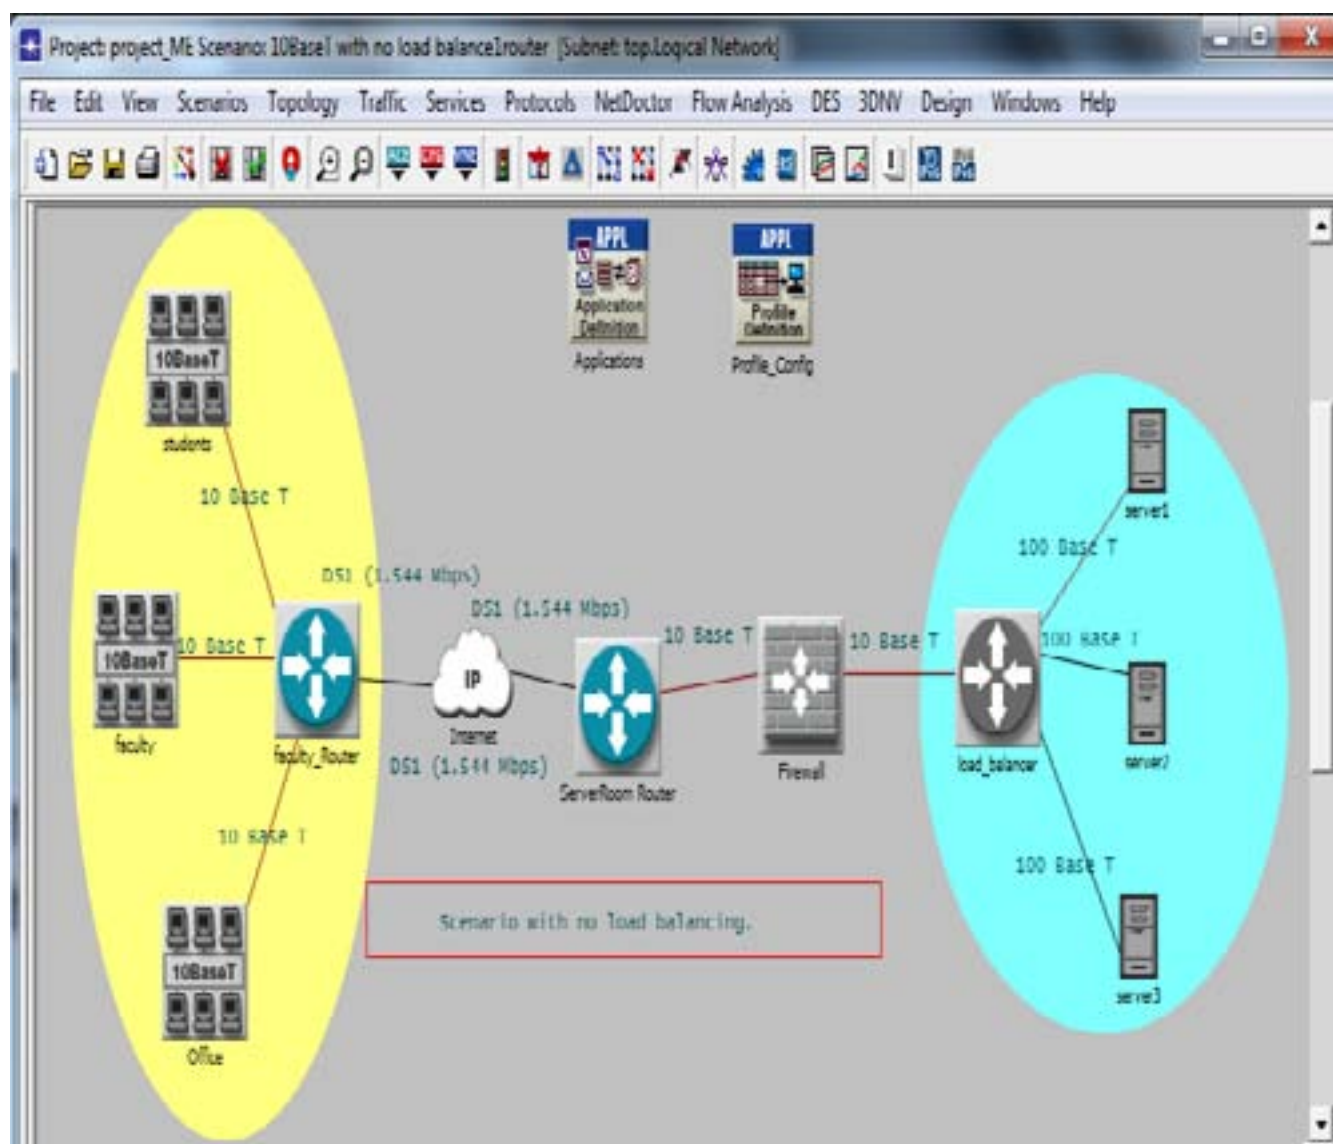 Project: project_ME Scenario: 10BaseT with no load balance1router [Subnet: top.Logical Network]
File Edit View Scenarios Topology Traffic Services Protocols NetDoctor Flow Analysis DES 3DNV Design Windows Help
APPL
Application
Definition
Applications
APPL
Profile
Definition
Profile_Config
10BaseT
students
10 Base T
server1
100 Base T
DS1 (1.544 Mbps)
DS1 (1.544 Mbps)
10BaseT
faculty
10 Base T
faculty_Router
IP
Internet
DS1 (1.544 Mbps)
ServerRoom Router
10 Base T
Firewall
10 Base T
load_balancer
100 Base T
server2
10 Base T
100 Base T
Scenario with no load balancing.
10BaseT
Office
server3